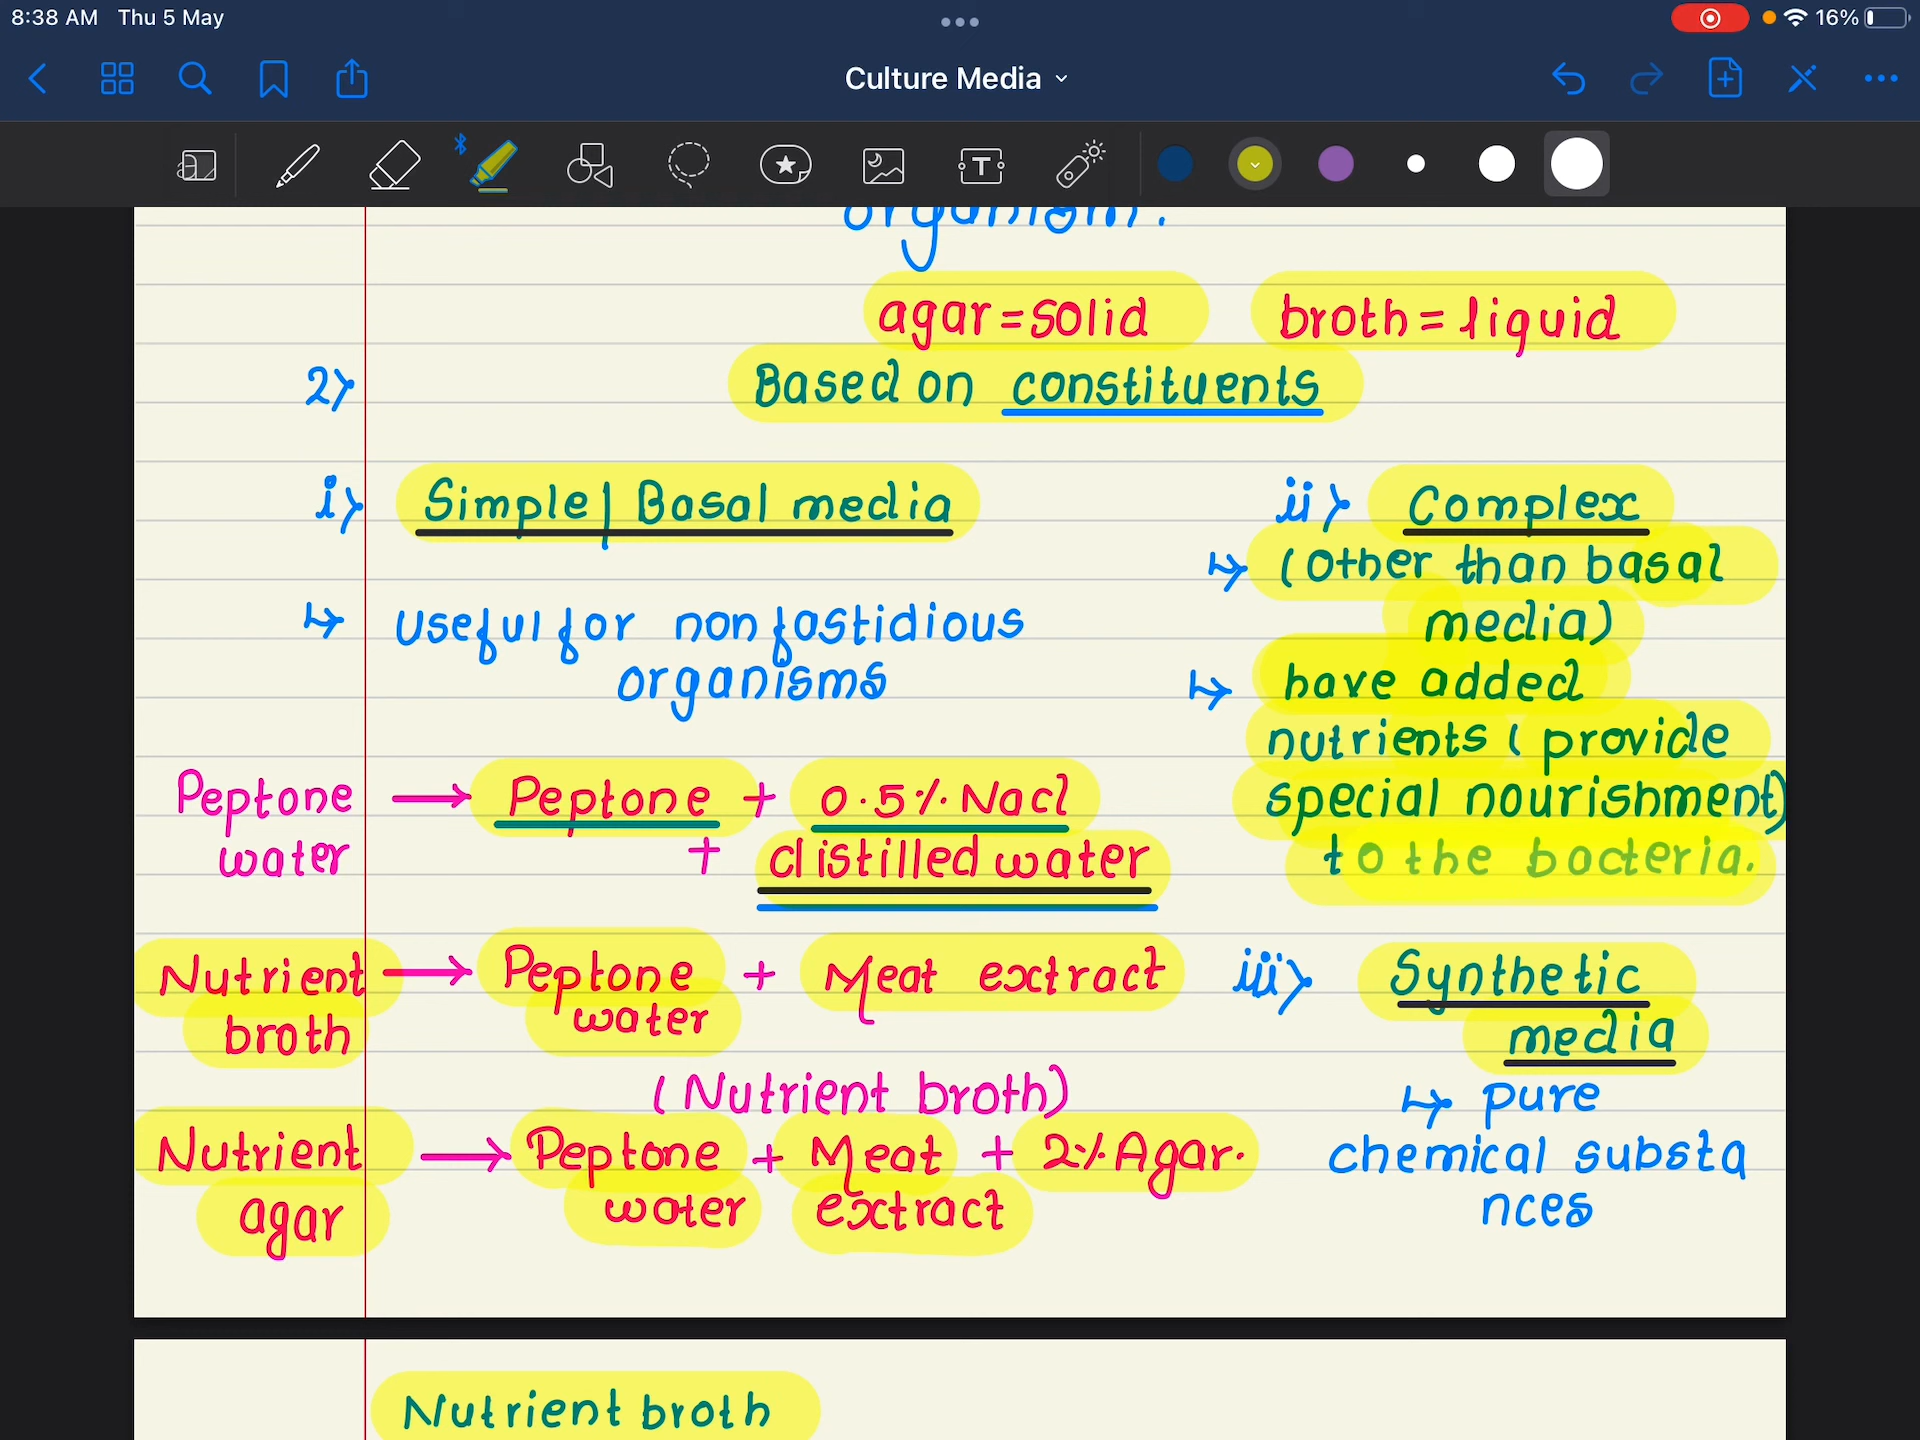 8:38 AM Thu 5 May
16%
Culture Media
organism.
agar = solid broth = liquid
2) Based on constituents
i) Simple | Basal media
↳ useful for non fastidious
organisms
Peptone → Peptone + 0.5% Nacl
water + distilled water
Nutrient → Peptone + Meat extract
broth water
(Nutrient broth)
Nutrient → Peptone + Meat + 2% Agar.
agar water extract
ii) Complex
↳ (other than basal
media)
↳ have added
nutrients ( provide
special nourishment)
to the bacteria.
iii) Synthetic
media
↳ pure
chemical substa
nces
Nutrient broth